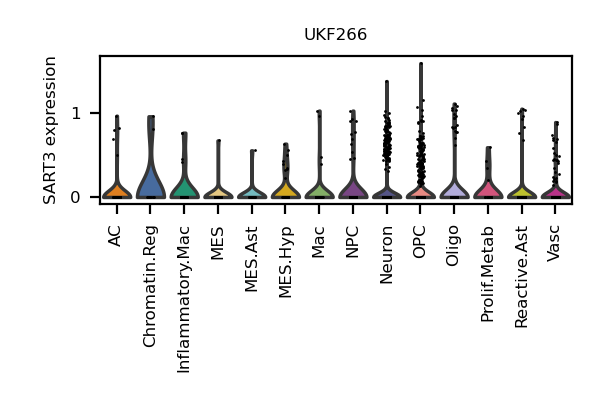 UKF266
SART3 expression
1
0
AC
Chromatin.Reg
Inflammatory.Mac
MES
MES.Ast
MES.Hyp
Mac
NPC
Neuron
OPC
Oligo
Prolif.Metab
Reactive.Ast
Vasc